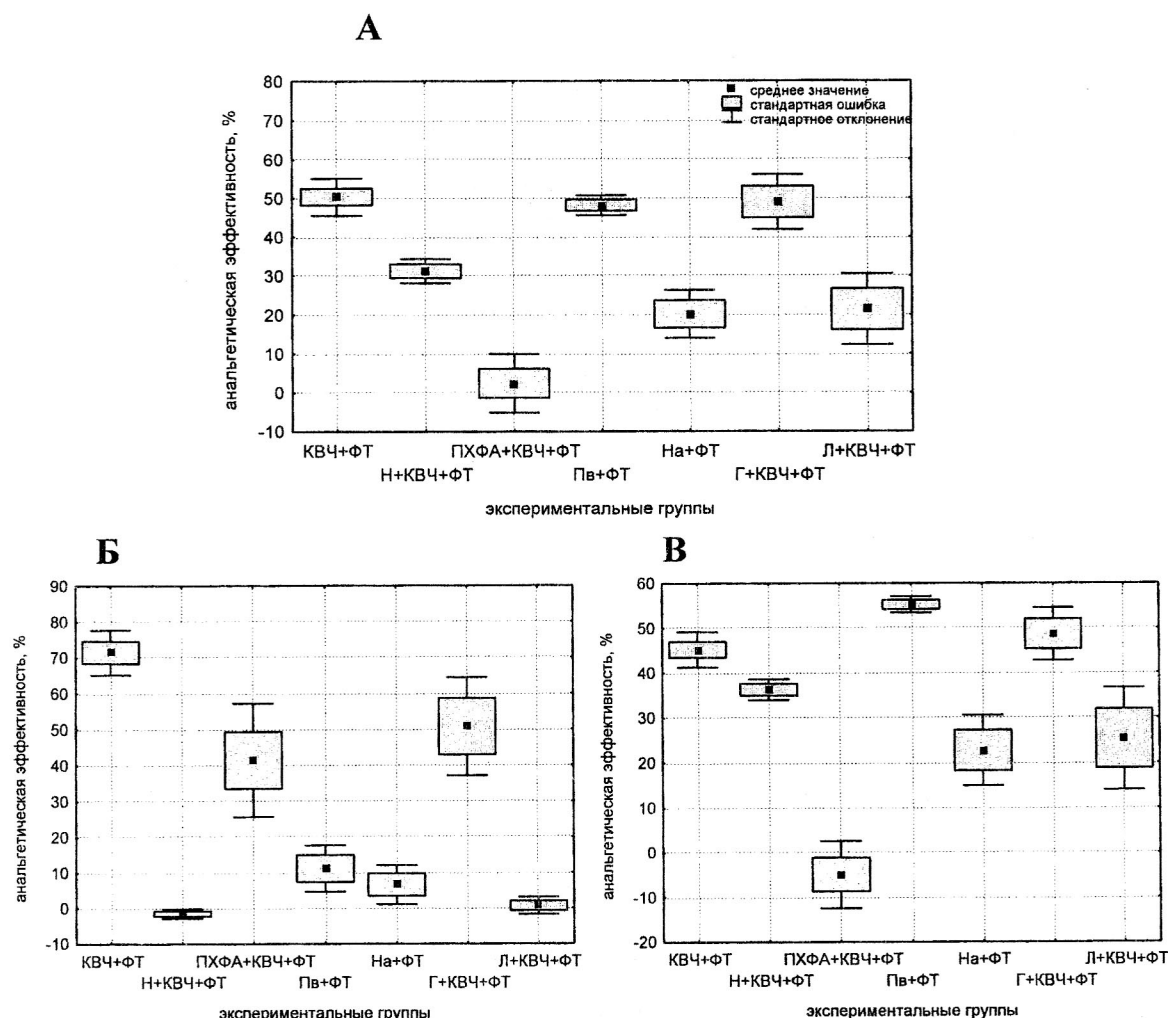 А
анальгетическая эффективность, %
80
70
60
50
40
30
20
10
0
-10
среднее значение
стандартная ошибка
стандартное отклонение
КВЧ+ФТ
Н+КВЧ+ФТ
ПХФА+КВЧ+ФТ
Пв+ФТ
На+ФТ
Г+КВЧ+ФТ
Л+КВЧ+ФТ
экспериментальные группы
Б
анальгетическая эффективность, %
90
80
70
60
50
40
30
20
10
0
-10
КВЧ+ФТ
Н+КВЧ+ФТ
ПХФА+КВЧ+ФТ
Пв+ФТ
На+ФТ
Г+КВЧ+ФТ
Л+КВЧ+ФТ
экспериментальные группы
В
анальгетическая эффективность, %
60
50
40
30
20
10
0
-10
-20
КВЧ+ФТ
Н+КВЧ+ФТ
ПХФА+КВЧ+ФТ
Пв+ФТ
На+ФТ
Г+КВЧ+ФТ
Л+КВЧ+ФТ
экспериментальные группы